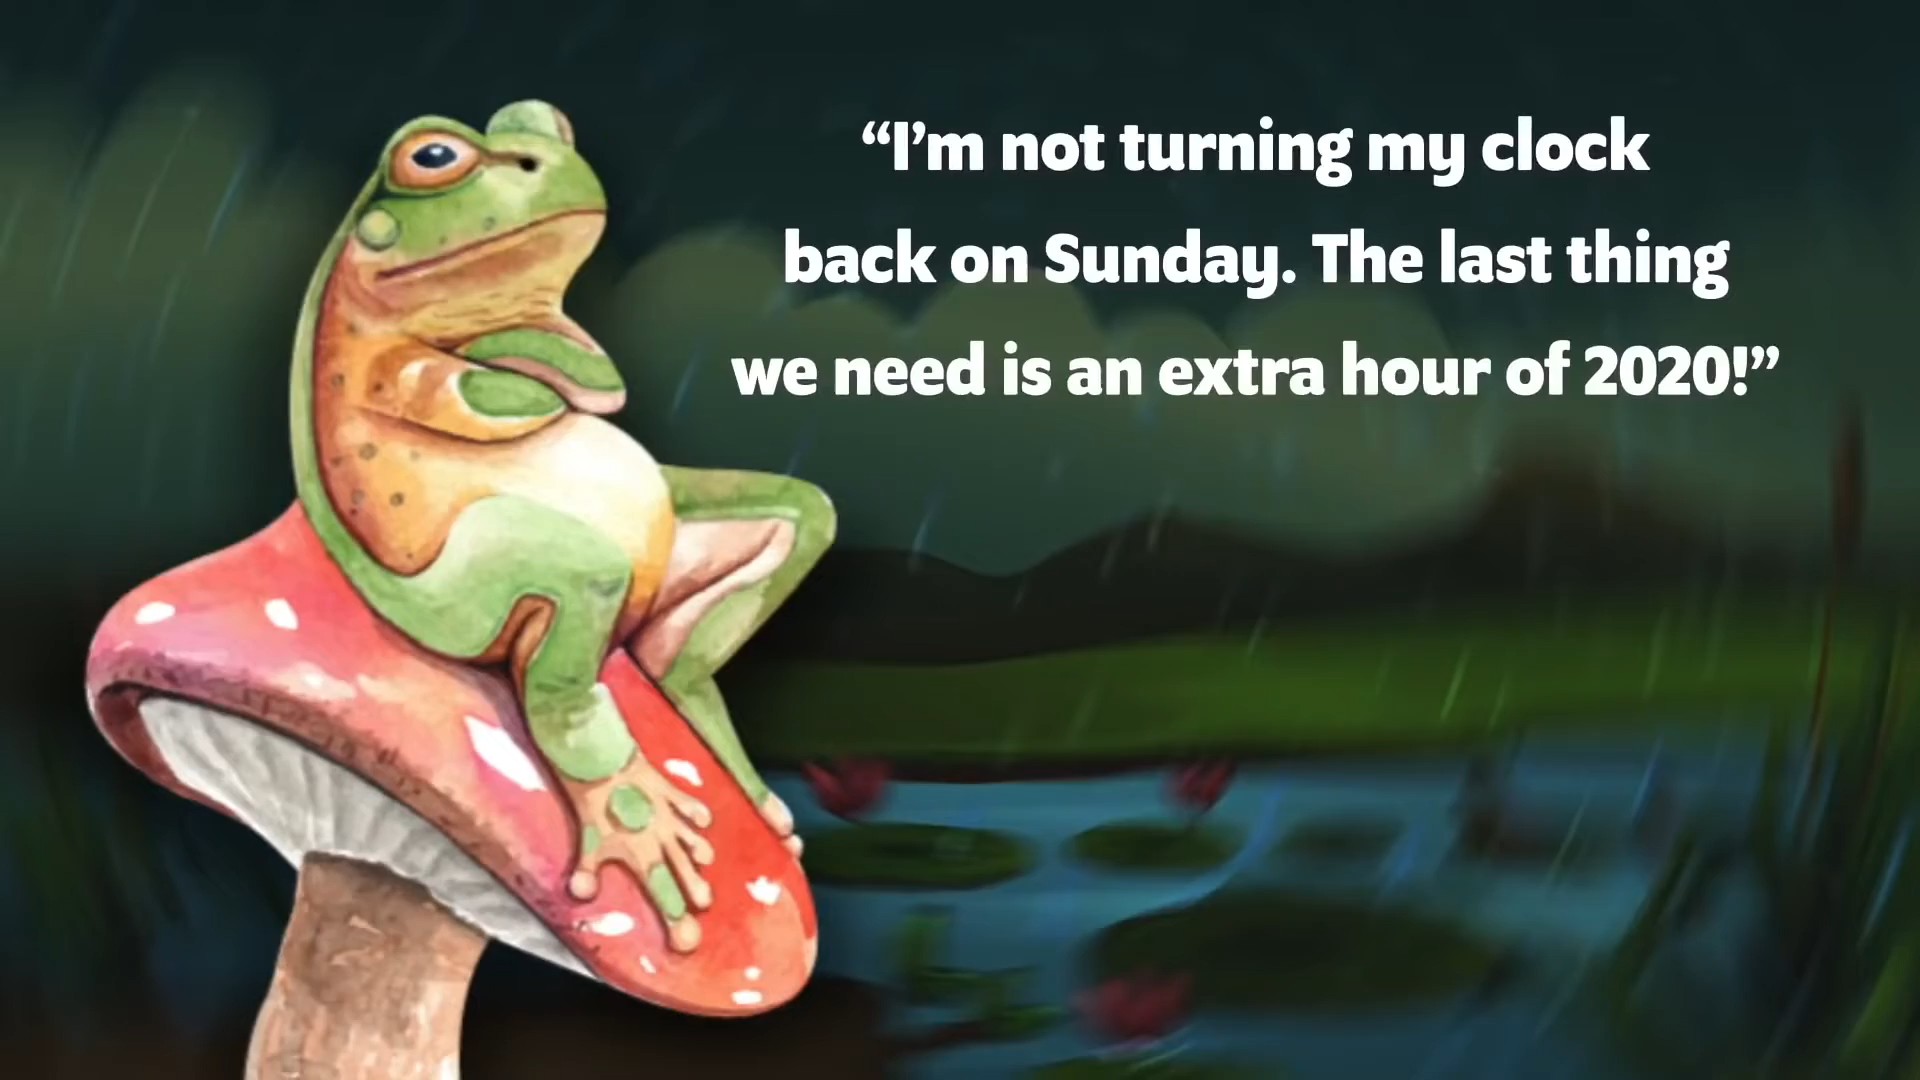 “I’m not turning my clock
back on Sunday. The last thing
we need is an extra hour of 2020!”